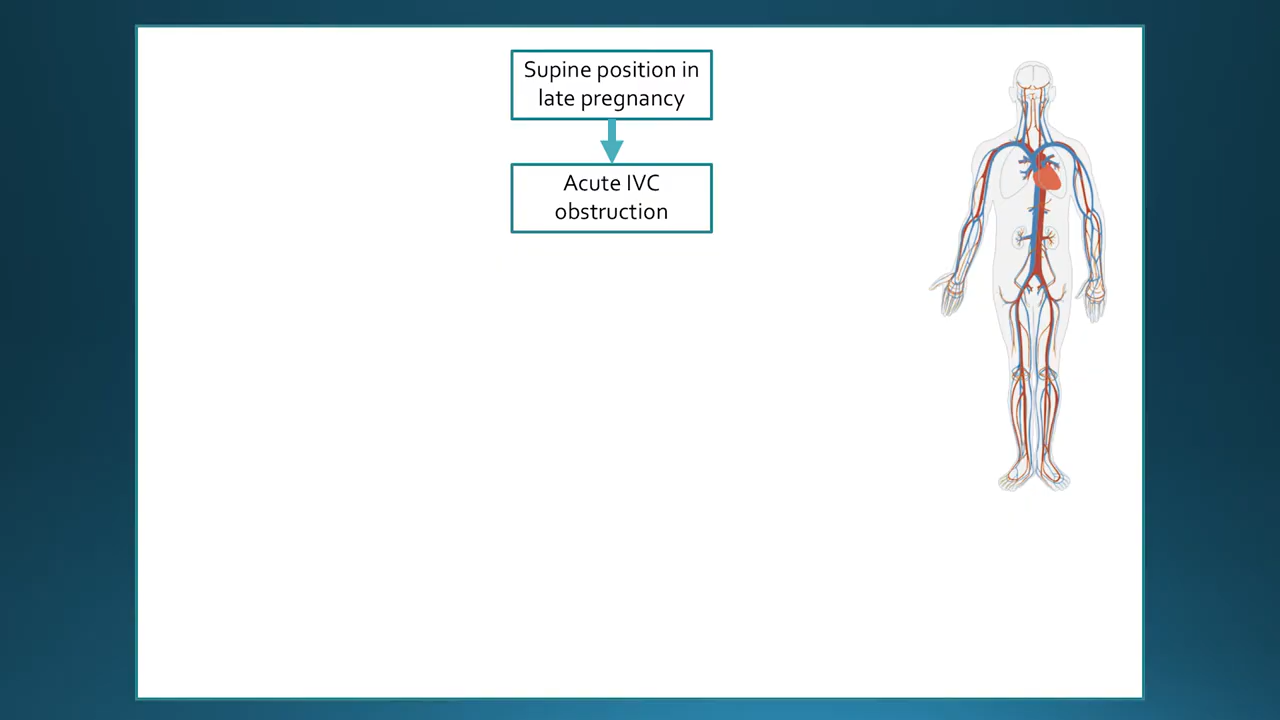 Supine position in
late pregnancy
Acute IVC
obstruction